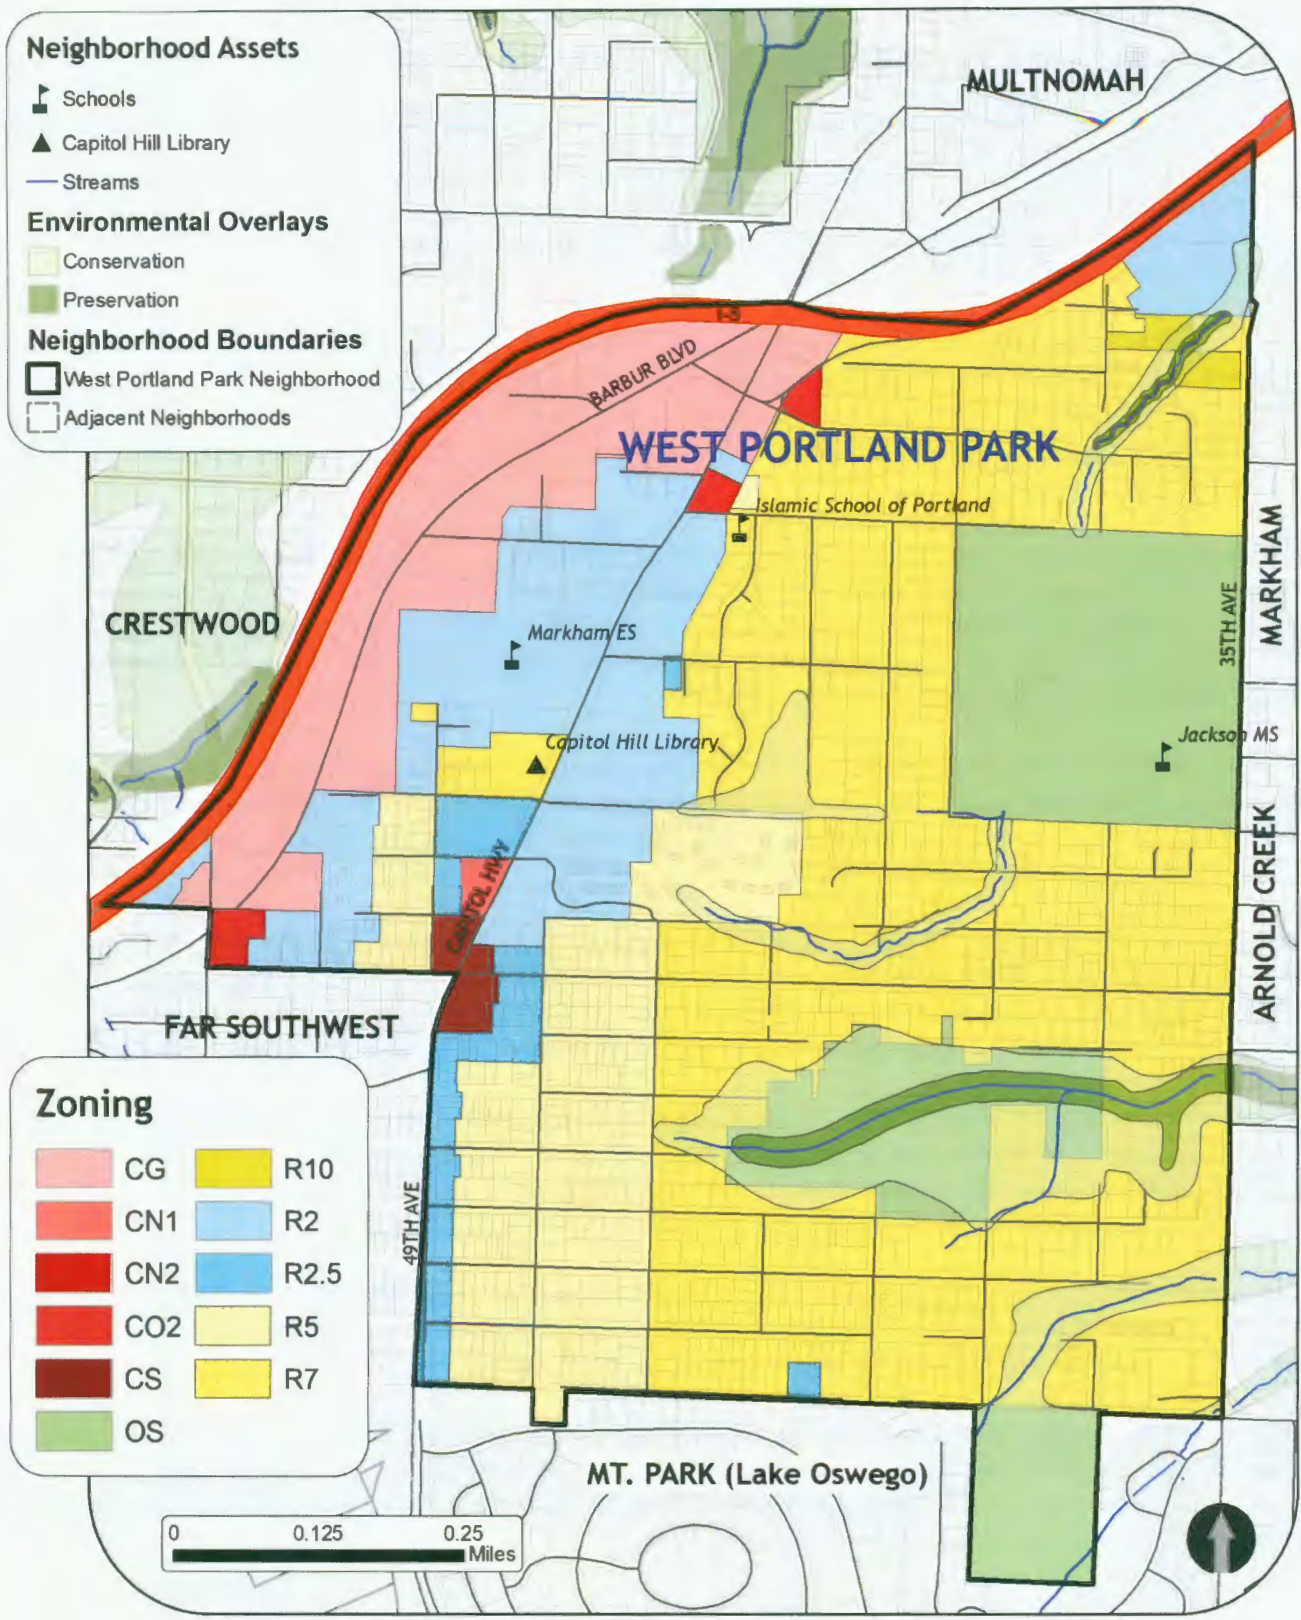 Neighborhood Assets
Schools
Capitol Hill Library
Streams
Environmental Overlays
Conservation
Preservation
Neighborhood Boundaries
West Portland Park Neighborhood
Adjacent Neighborhoods
MULTNOMAH
I-5
BARBUR BLVD
WEST PORTLAND PARK
Islamic School of Portland
MARKHAM
35TH AVE
CRESTWOOD
Markham ES
Capitol Hill Library
Jackson MS
CAPITOL HWY
ARNOLD CREEK
FAR SOUTHWEST
49TH AVE
Zoning
CG
CN1
CN2
CO2
CS
OS
R10
R2
R2.5
R5
R7
MT. PARK (Lake Oswego)
0 0.125 0.25
Miles